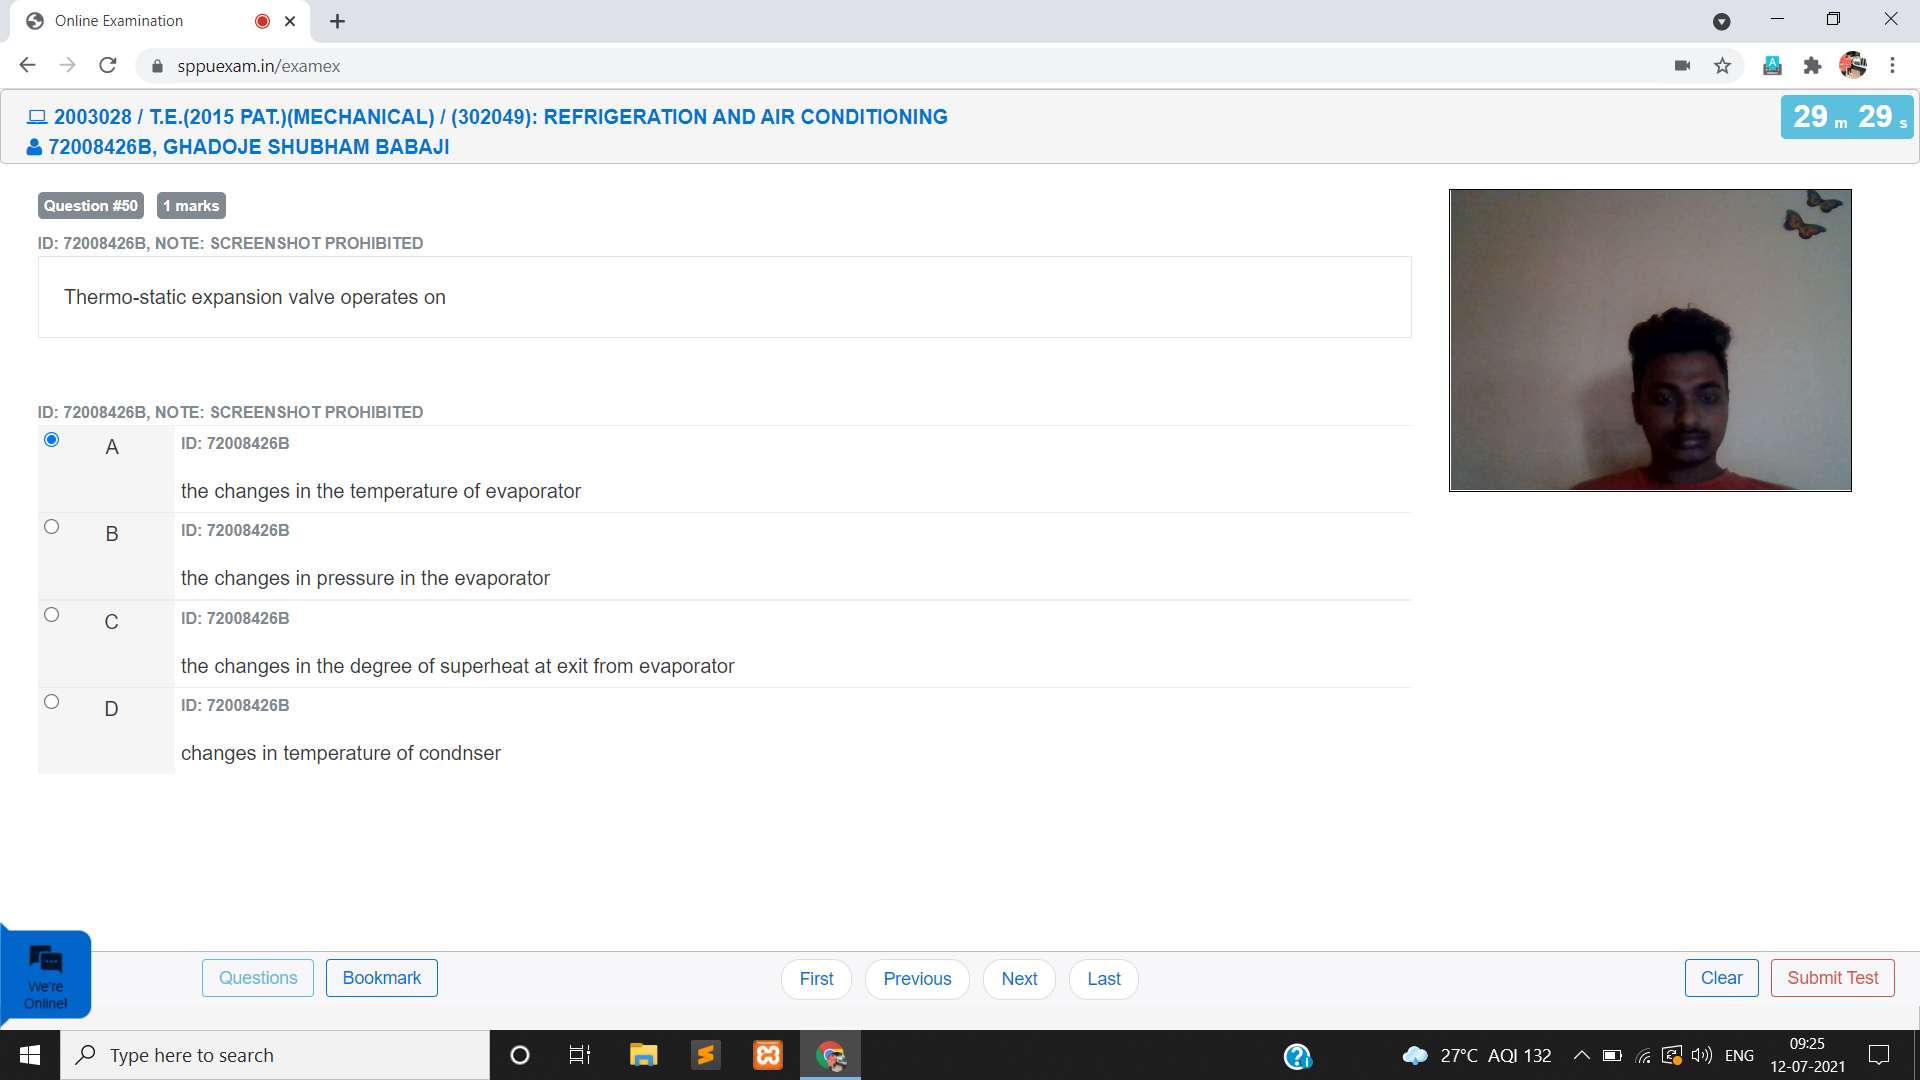 Online Examination
sppuexam.in/examex
2003028 / T.E.(2015 PAT.)(MECHANICAL) / (302049): REFRIGERATION AND AIR CONDITIONING
29 m 29 s
72008426B, GHADOJE SHUBHAM BABAJI
Question #50 1 marks
ID: 72008426B, NOTE: SCREENSHOT PROHIBITED
Thermo-static expansion valve operates on
ID: 72008426B, NOTE: SCREENSHOT PROHIBITED
A
ID: 72008426B
the changes in the temperature of evaporator
B
ID: 72008426B
the changes in pressure in the evaporator
C
ID: 72008426B
the changes in the degree of superheat at exit from evaporator
D
ID: 72008426B
changes in temperature of condnser
We're
Online!
Questions Bookmark First Previous Next Last Clear Submit Test
Type here to search
27°C AQI 132 ENG
09:25
12-07-2021